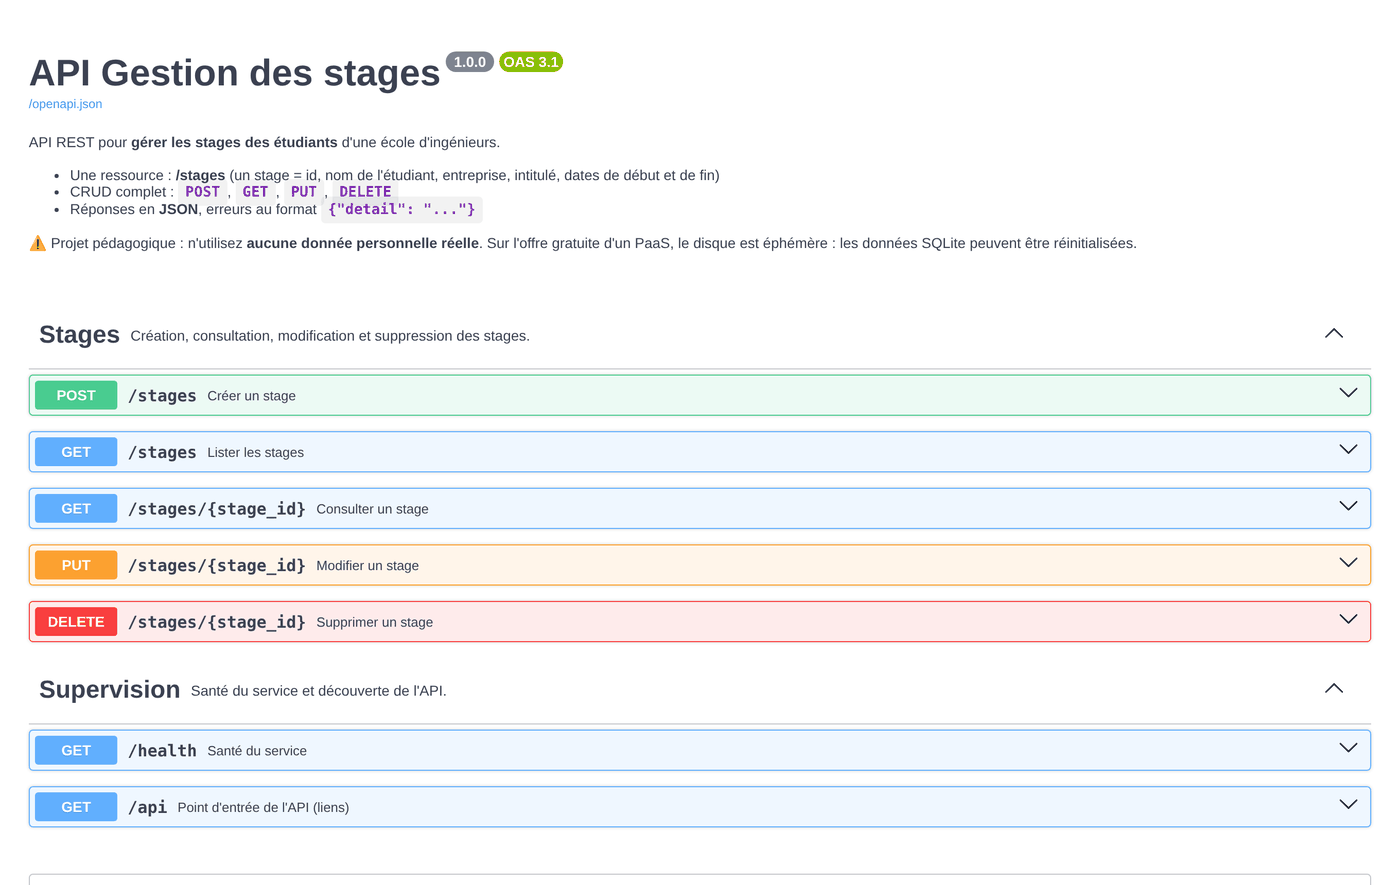 API Gestion des stages 1.0.0 OAS 3.1
/openapi.json
API REST pour gérer les stages des étudiants d'une école d'ingénieurs.
• Une ressource : /stages (un stage = id, nom de l'étudiant, entreprise, intitulé, dates de début et de fin)
• CRUD complet : POST , GET , PUT , DELETE
• Réponses en JSON, erreurs au format {"detail": "..."}
⚠️ Projet pédagogique : n'utilisez aucune donnée personnelle réelle. Sur l'offre gratuite d'un PaaS, le disque est éphémère : les données SQLite peuvent être réinitialisées.
Stages Création, consultation, modification et suppression des stages.
POST /stages Créer un stage
GET /stages Lister les stages
GET /stages/{stage_id} Consulter un stage
PUT /stages/{stage_id} Modifier un stage
DELETE /stages/{stage_id} Supprimer un stage
Supervision Santé du service et découverte de l'API.
GET /health Santé du service
GET /api Point d'entrée de l'API (liens)